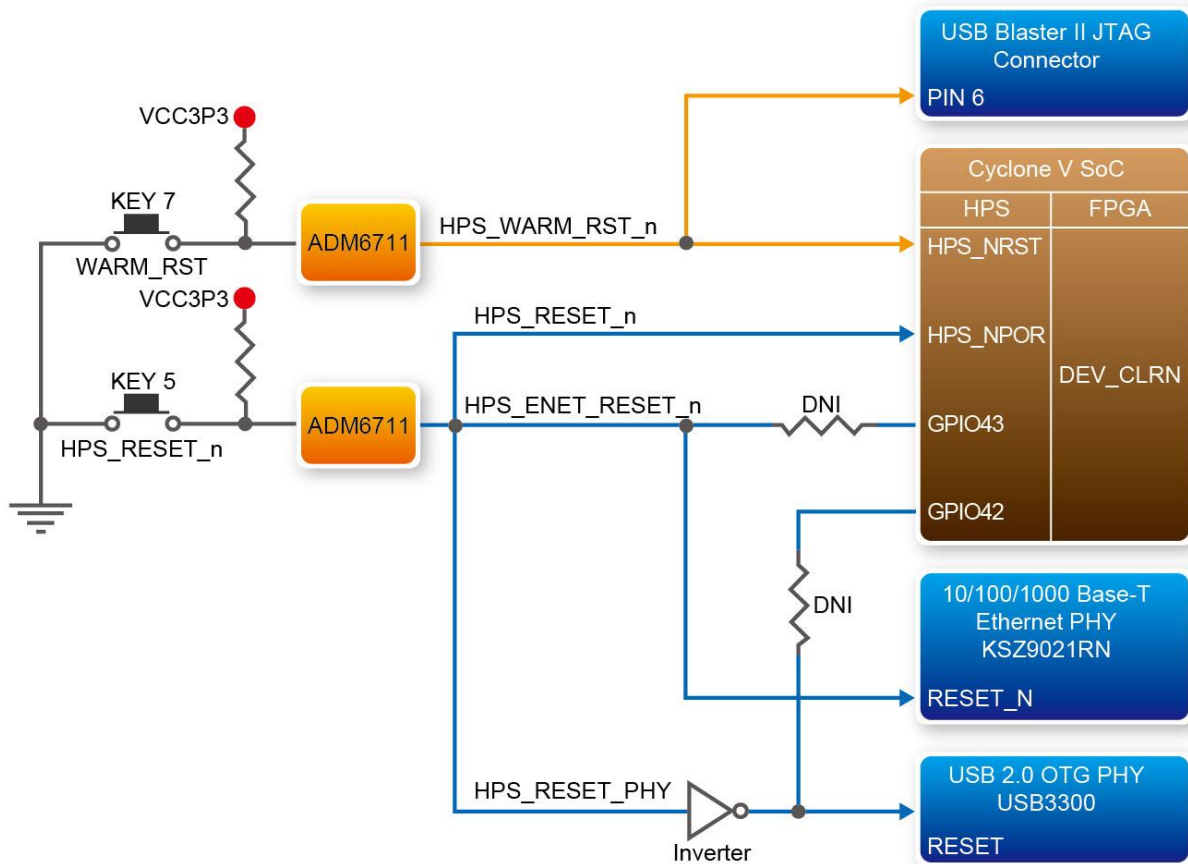 USB Blaster II JTAG
Connector
PIN 6
VCC3P3
KEY 7
WARM_RST
ADM6711
HPS_WARM_RST_n
Cyclone V SoC
HPS
FPGA
HPS_NRST
VCC3P3
HPS_RESET_n
HPS_NPOR
DEV_CLRN
KEY 5
HPS_RESET_n
ADM6711
HPS_ENET_RESET_n
DNI
GPIO43
GPIO42
DNI
10/100/1000 Base-T
Ethernet PHY
KSZ9021RN
RESET_N
HPS_RESET_PHY
Inverter
USB 2.0 OTG PHY
USB3300
RESET